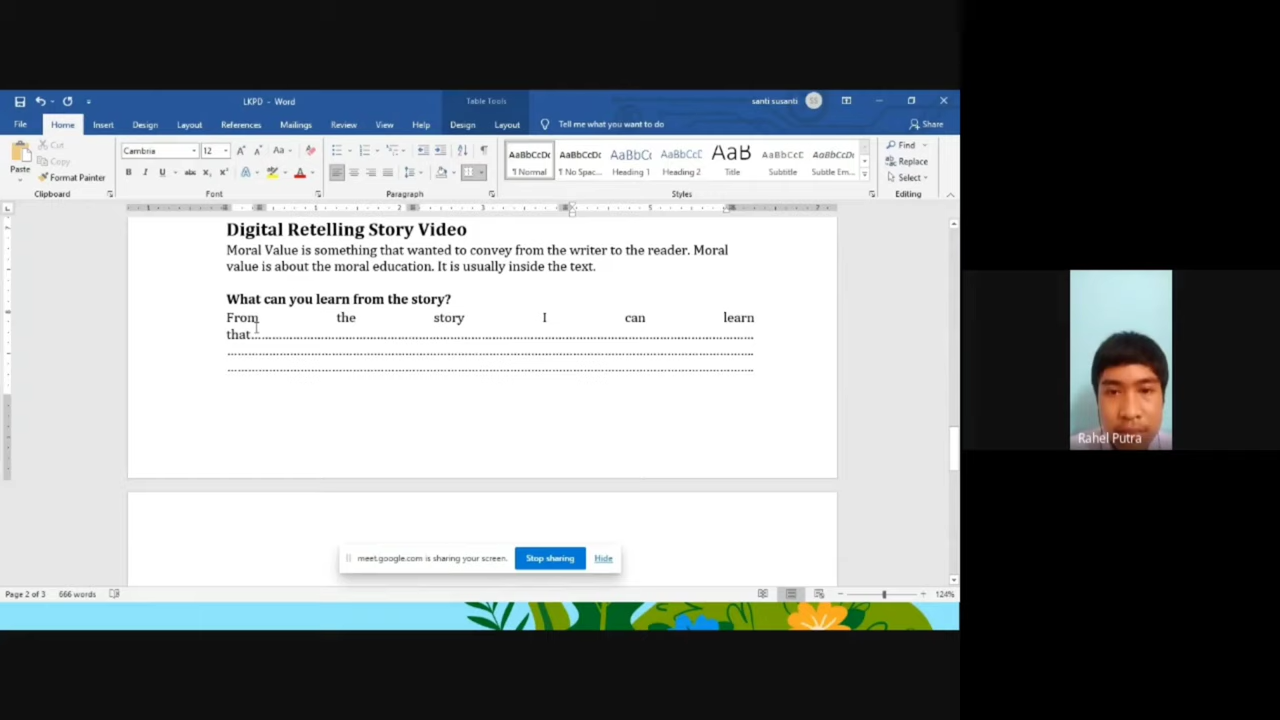 LKPD - Word
Table Tools
santi susanti
SS
File Home Insert Design Layout References Mailings Review View Help Design Layout Tell me what you want to do Share
Paste
Cut
Copy
Format Painter
Clipboard
Cambria 12
Font
Paragraph
AaBbCcDc AaBbCcDc AaBbCc AaBbCcC AaB AaBbCcC AaBbCcDc
¶ Normal ¶ No Spac... Heading 1 Heading 2 Title Subtitle Subtle Em...
Styles
Find
Replace
Select
Editing
Digital Retelling Story Video
Moral Value is something that wanted to convey from the writer to the reader. Moral
value is about the moral education. It is usually inside the text.
What can you learn from the story?
From the story I can learn
that
meet.google.com is sharing your screen. Stop sharing Hide
Page 2 of 3 666 words
124%
Rahel Putra